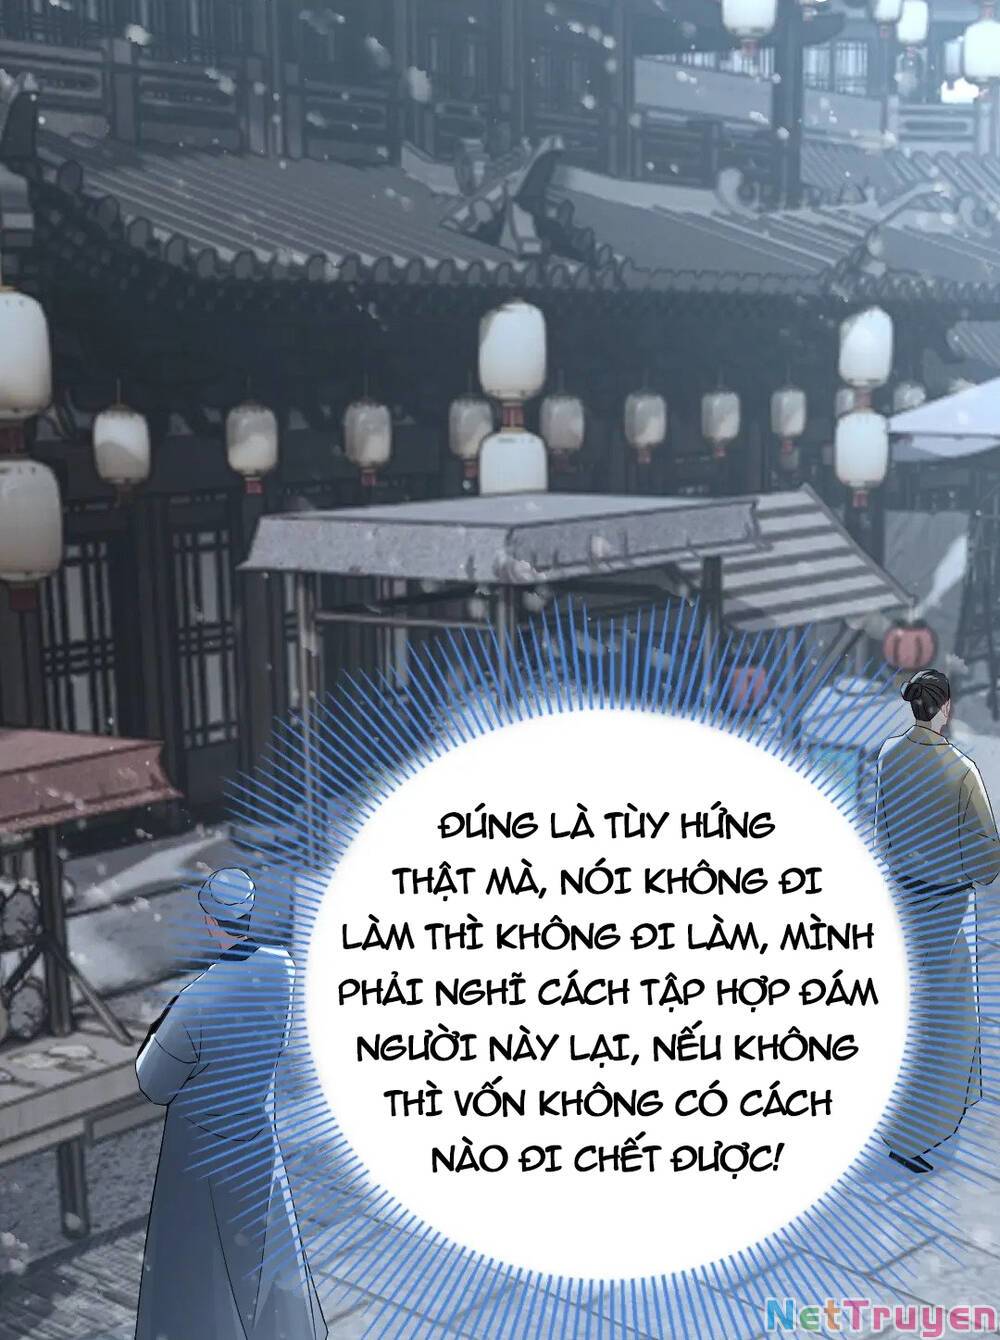 ĐÚNG LÀ TÙY HỨNG
THẬT MÀ, NÓI KHÔNG ĐI
LÀM THÌ KHÔNG ĐI LÀM, MÌNH
PHẢI NGHĨ CÁCH TẬP HỢP ĐÁM
NGƯỜI NÀY LẠI, NẾU KHÔNG
THÌ VỐN KHÔNG CÓ CÁCH
NÀO ĐI CHẾT ĐƯỢC!
NetTruyen